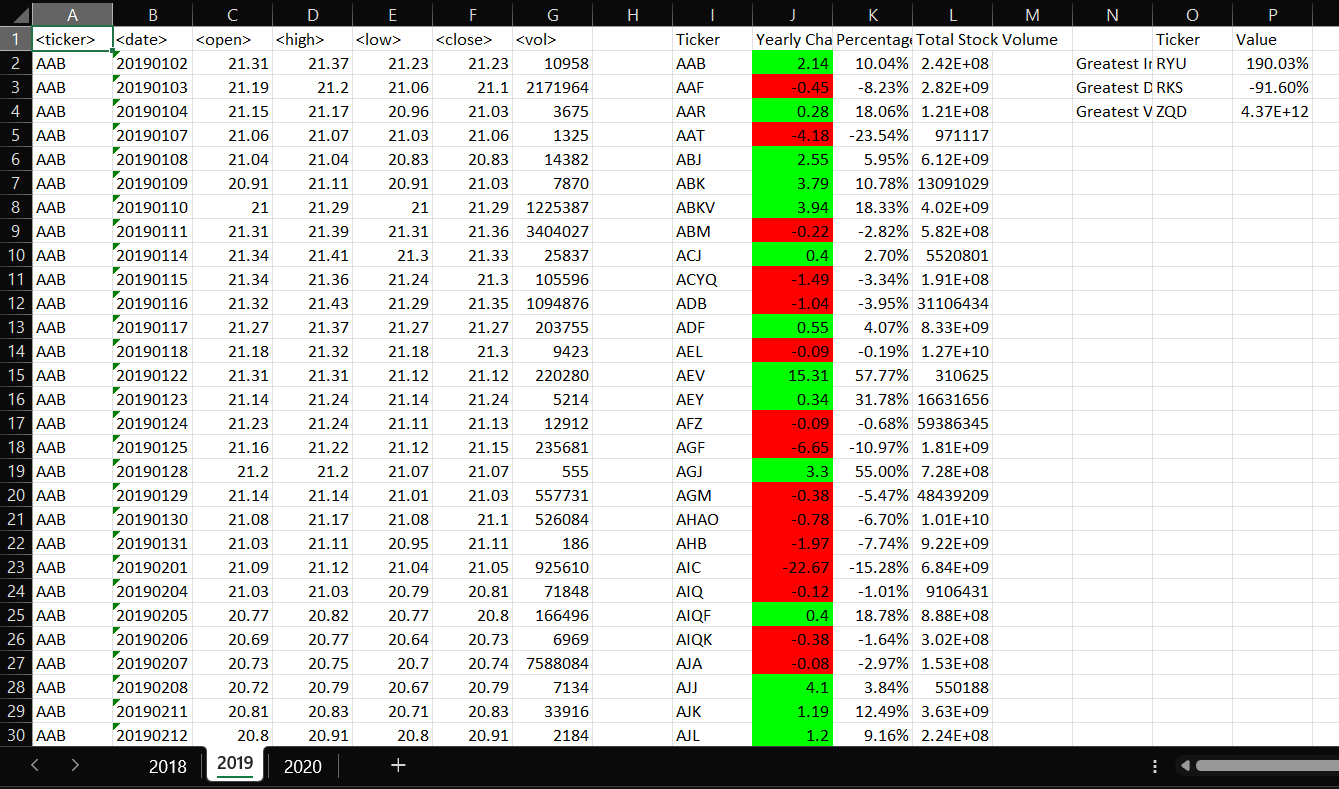 A B C D E F G H I J K L M N O P
1 <ticker> <date> <open> <high> <low> <close> <vol> Ticker Yearly Cha Percentage Total Stock Volume Ticker Value
2 AAB 20190102 21.31 21.37 21.23 21.23 10958 AAB 2.14 10.04% 2.42E+08 Greatest In RYU 190.03%
3 AAB 20190103 21.19 21.2 21.06 21.1 2171964 AAF -0.45 -8.23% 2.82E+09 Greatest D RKS -91.60%
4 AAB 20190104 21.15 21.17 20.96 21.03 3675 AAR 0.28 18.06% 1.21E+08 Greatest V ZQD 4.37E+12
5 AAB 20190107 21.06 21.07 21.03 21.06 1325 AAT -4.18 -23.54% 971117
6 AAB 20190108 21.04 21.04 20.83 20.83 14382 ABJ 2.55 5.95% 6.12E+09
7 AAB 20190109 20.91 21.11 20.91 21.03 7870 ABK 3.79 10.78% 13091029
8 AAB 20190110 21 21.29 21 21.29 1225387 ABKV 3.94 18.33% 4.02E+09
9 AAB 20190111 21.31 21.39 21.31 21.36 3404027 ABM -0.22 -2.82% 5.82E+08
10 AAB 20190114 21.34 21.41 21.3 21.33 25837 ACJ 0.4 2.70% 5520801
11 AAB 20190115 21.34 21.36 21.24 21.3 105596 ACYQ -1.49 -3.34% 1.91E+08
12 AAB 20190116 21.32 21.43 21.29 21.35 1094876 ADB -1.04 -3.95% 31106434
13 AAB 20190117 21.27 21.37 21.27 21.27 203755 ADF 0.55 4.07% 8.33E+09
14 AAB 20190118 21.18 21.32 21.18 21.3 9423 AEL -0.09 -0.19% 1.27E+10
15 AAB 20190122 21.31 21.31 21.12 21.12 220280 AEV 15.31 57.77% 310625
16 AAB 20190123 21.14 21.24 21.14 21.24 5214 AEY 0.34 31.78% 16631656
17 AAB 20190124 21.23 21.24 21.11 21.13 12912 AFZ -0.09 -0.68% 59386345
18 AAB 20190125 21.16 21.22 21.12 21.15 235681 AGF -6.65 -10.97% 1.81E+09
19 AAB 20190128 21.2 21.2 21.07 21.07 555 AGJ 3.3 55.00% 7.28E+08
20 AAB 20190129 21.14 21.14 21.01 21.03 557731 AGM -0.38 -5.47% 48439209
21 AAB 20190130 21.08 21.17 21.08 21.1 526084 AHAO -0.78 -6.70% 1.01E+10
22 AAB 20190131 21.03 21.11 20.95 21.11 186 AHB -1.97 -7.74% 9.22E+09
23 AAB 20190201 21.09 21.12 21.04 21.05 925610 AIC -22.67 -15.28% 6.84E+09
24 AAB 20190204 21.03 21.03 20.79 20.81 71848 AIQ -0.12 -1.01% 9106431
25 AAB 20190205 20.77 20.82 20.77 20.8 166496 AIQF 0.4 18.78% 8.88E+08
26 AAB 20190206 20.69 20.77 20.64 20.73 6969 AIQK -0.38 -1.64% 3.02E+08
27 AAB 20190207 20.73 20.75 20.7 20.74 7588084 AJA -0.08 -2.97% 1.53E+08
28 AAB 20190208 20.72 20.79 20.67 20.79 7134 AJJ 4.1 3.84% 550188
29 AAB 20190211 20.81 20.83 20.71 20.83 33916 AJK 1.19 12.49% 3.63E+09
30 AAB 20190212 20.8 20.91 20.8 20.91 2184 AJL 1.2 9.16% 2.24E+08
2018 2019 2020